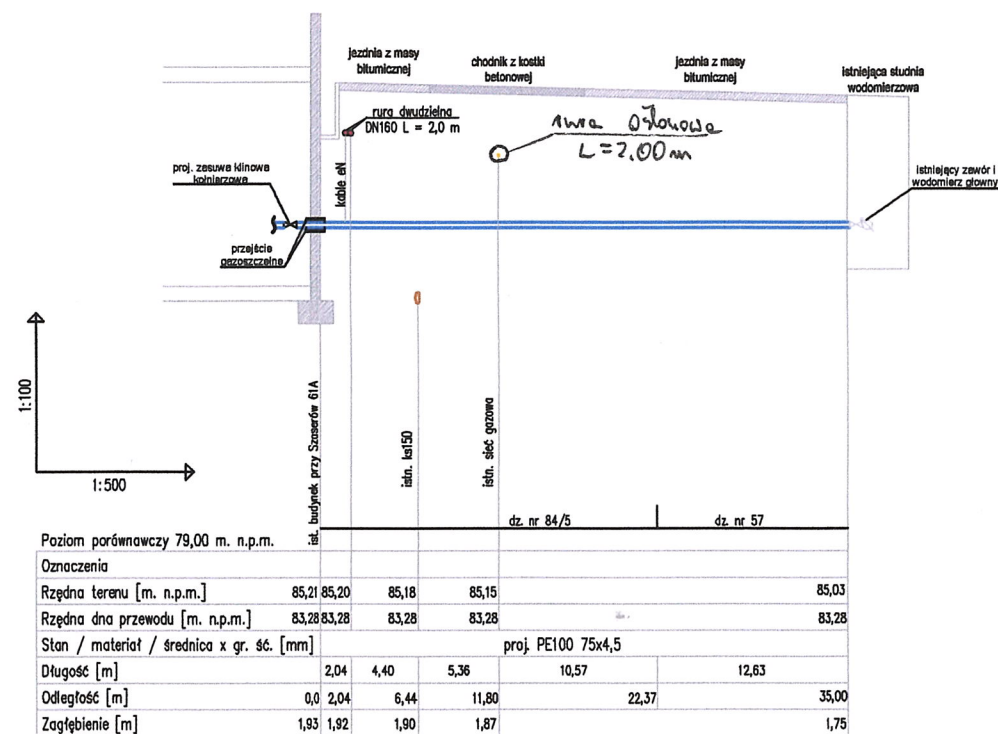 jezdnia z masy
bitumicznej
chodnik z kostki
betonowej
jezdnia z masy
bitumicznej
istniejąca studnia
wodomierzowa
rura dwudzielna
DN160 L = 2,0 m
rura osłonowa
L=2,00m
proj. zasuwa klinowa
kołnierzowa
kable eN
istniejący zawór i
wodomierz główny
przejście
gazoszczelne
1:100
1:500
ist. budynek przy Szaserów 61A
istn. ks150
istn. sieć gazowa
dz. nr 84/5
dz. nr 57
Poziom porównawczy 79,00 m. n.p.m.
Oznaczenia
Rzędna terenu [m. n.p.m.] 85,21 85,20 85,18 85,15 85,03
Rzędna dna przewodu [m. n.p.m.] 83,28 83,28 83,28 83,28 83,28
Stan / materiał / średnica x gr. ść. [mm] proj. PE100 75x4,5
Długość [m] 2,04 4,40 5,36 10,57 12,63
Odległość [m] 0,0 2,04 6,44 11,80 22,37 35,00
Zagłębienie [m] 1,93 1,92 1,90 1,87 1,75